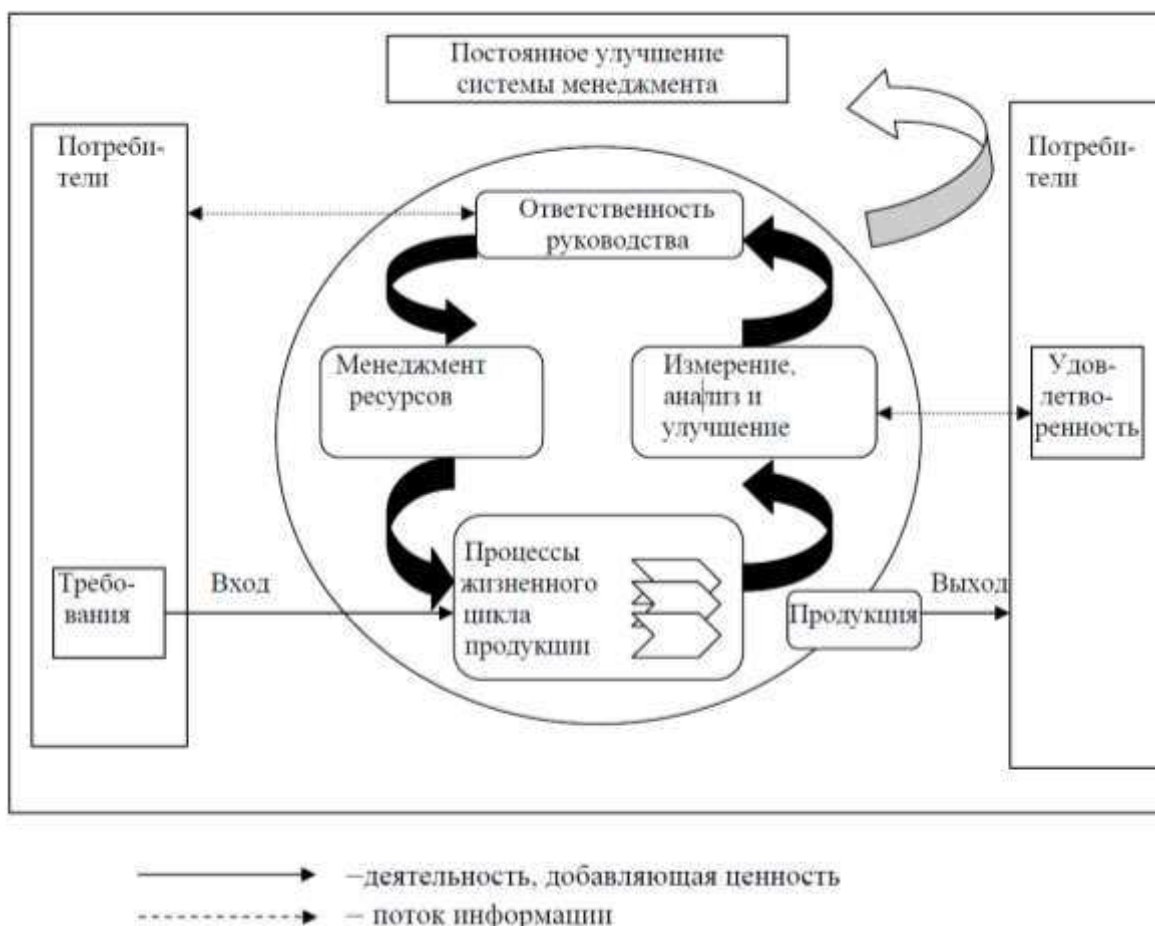 Постоянное улучшение
системы менеджмента
Потреби-
тели
Потреби-
тели
Ответственность
руководства
Менеджмент
ресурсов
Измерение,
анализ и
улучшение
Удов-
летво-
ренность
Требо-
вания
Вход
Процессы
жизненного
цикла
продукции
Продукция
Выход
–деятельность, добавляющая ценность
– поток информации